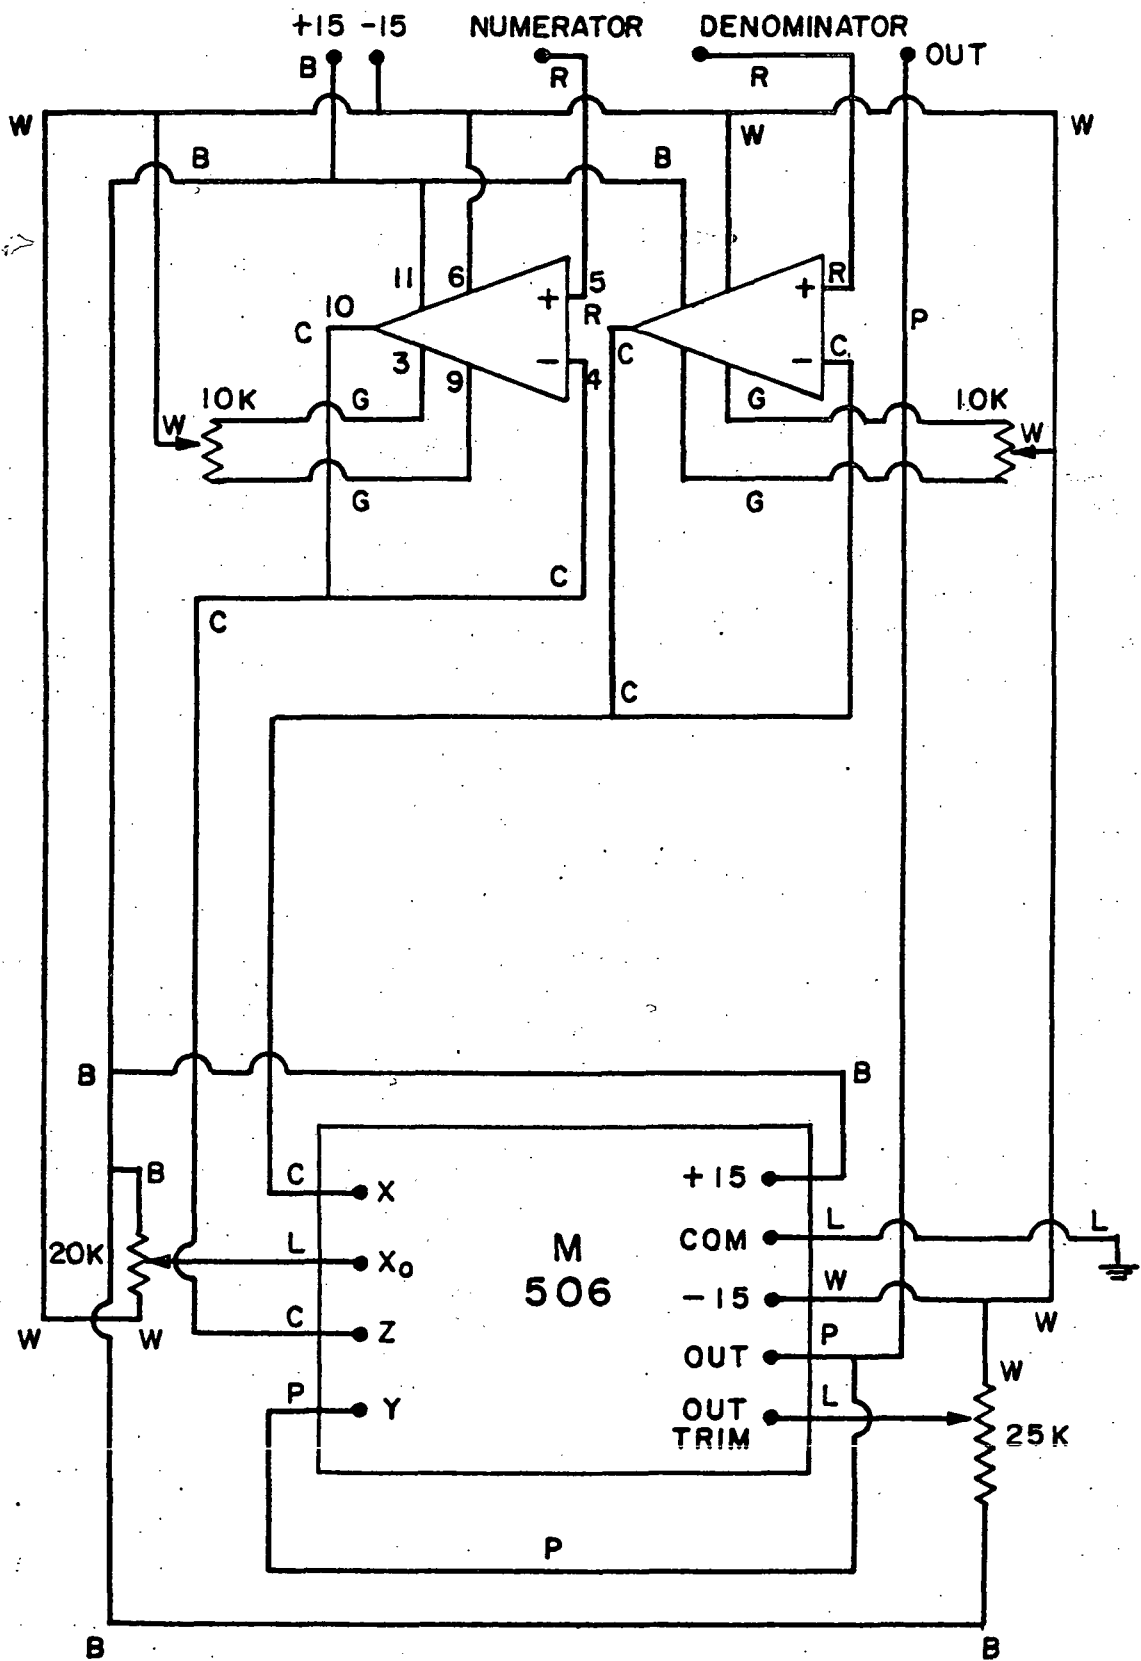 +15 -15 NUMERATOR DENOMINATOR
OUT
B R R
W W W
B B
11 6 5 R
+ + 
10 R P
C C C
3 - 4 -
9
10K G G 10K
W W
G G
C
C
C
B B
B C X +15
L
20K L X0 M COM
506
W -15
W W C Z P OUT W
W
P Y L OUT
TRIM 25K
P
B B